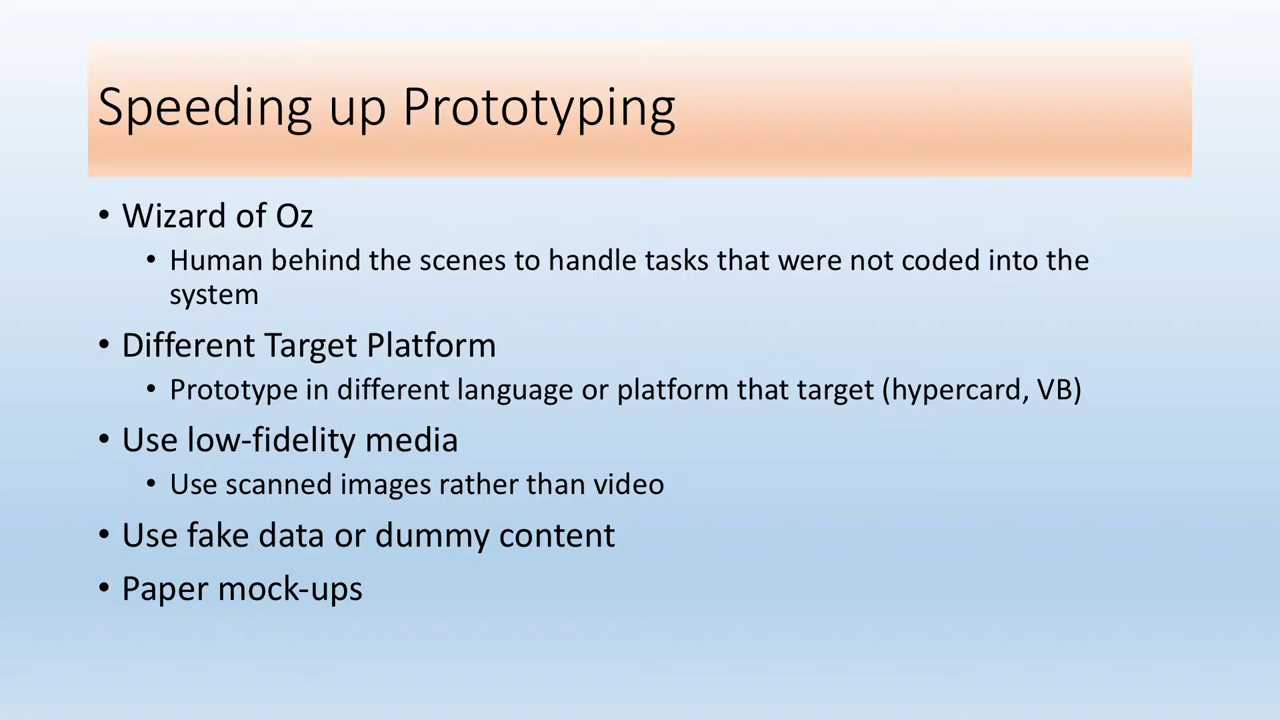 Speeding up Prototyping
• Wizard of Oz
• Human behind the scenes to handle tasks that were not coded into the
system
• Different Target Platform
• Prototype in different language or platform that target (hypercard, VB)
• Use low-fidelity media
• Use scanned images rather than video
• Use fake data or dummy content
• Paper mock-ups